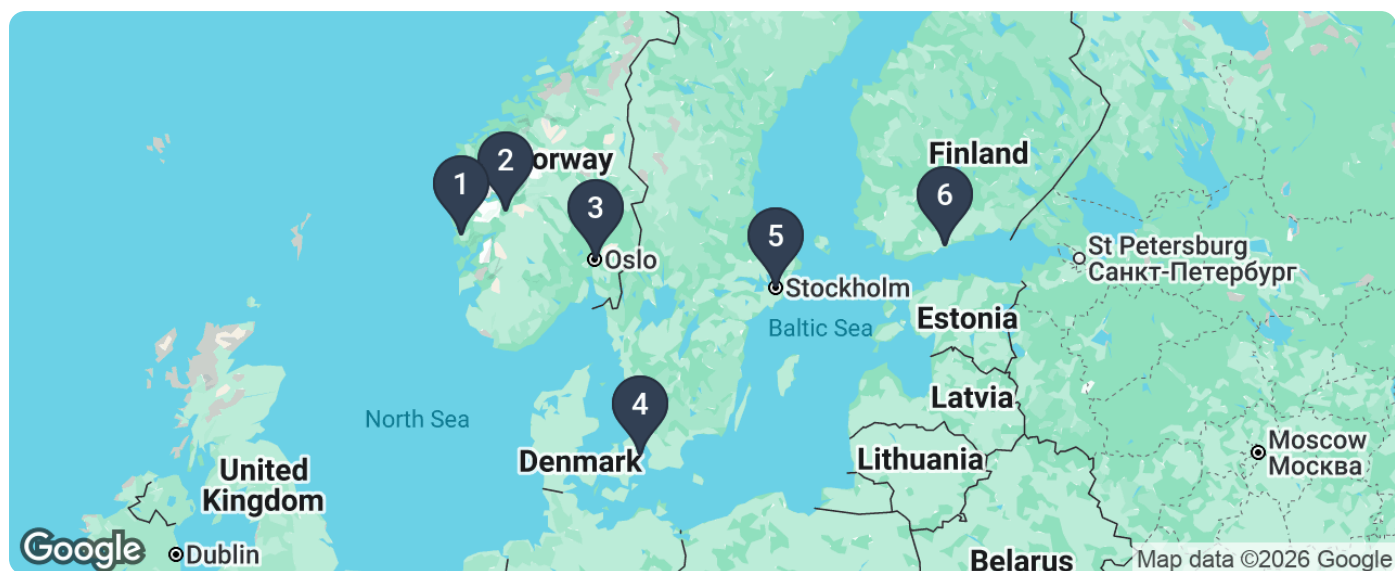 1
2
orway
Finland
3
6
5
Oslo
St Petersburg
Санкт-Петербург
Stockholm
Estonia
Baltic Sea
4
Latvia
North Sea
Denmark
Lithuania
Moscow
Москва
United
Kingdom
Google
Dublin
Belarus
Map data ©2026 Google